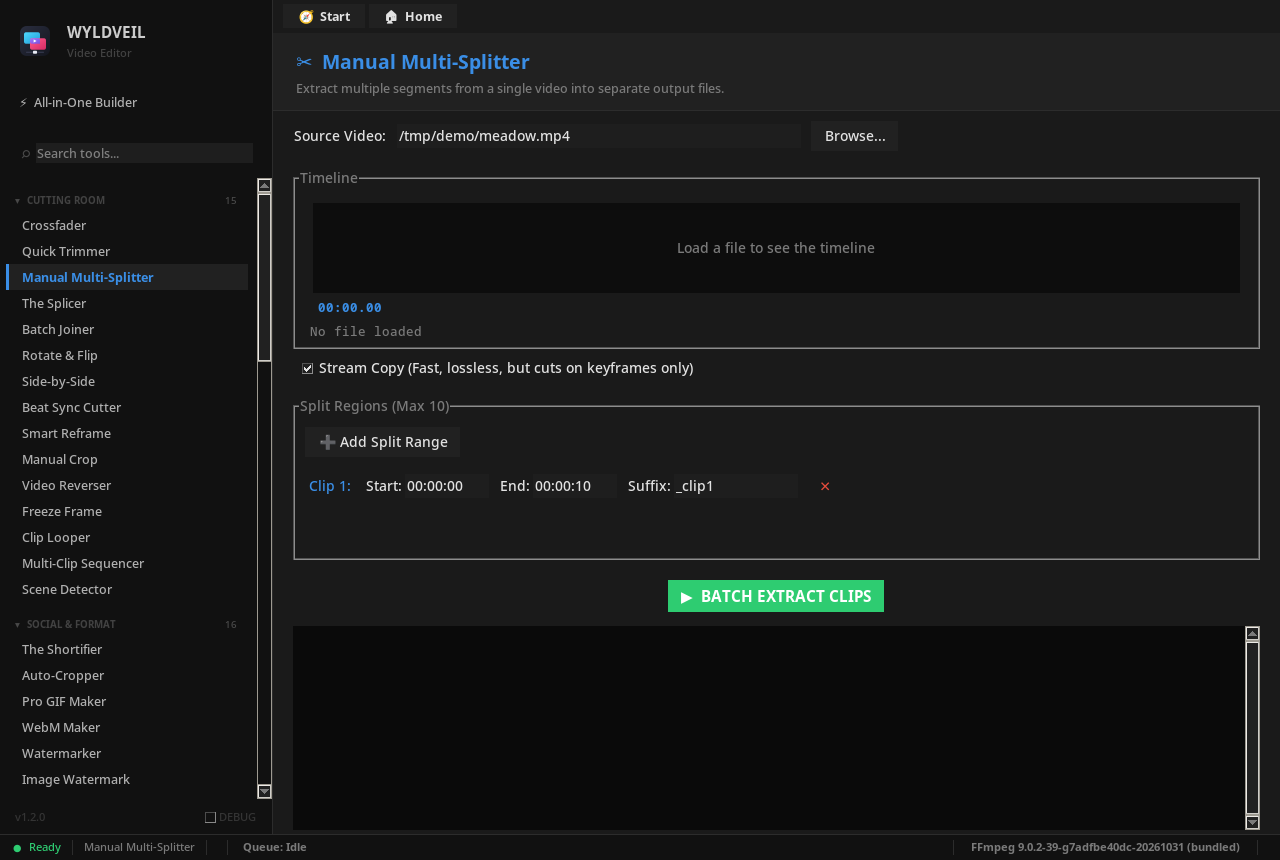 WYLDVEIL
Video Editor
⚡ All-in-One Builder
Search tools...
▾ CUTTING ROOM 15
Crossfader
Quick Trimmer
Manual Multi-Splitter
The Splicer
Batch Joiner
Rotate & Flip
Side-by-Side
Beat Sync Cutter
Smart Reframe
Manual Crop
Video Reverser
Freeze Frame
Clip Looper
Multi-Clip Sequencer
Scene Detector
▾ SOCIAL & FORMAT 16
The Shortifier
Auto-Cropper
Pro GIF Maker
WebM Maker
Watermarker
Image Watermark
v1.2.0
DEBUG
Start
Home
✂ Manual Multi-Splitter
Extract multiple segments from a single video into separate output files.
Source Video: /tmp/demo/meadow.mp4 Browse...
Timeline
Load a file to see the timeline
00:00.00
No file loaded
Stream Copy (Fast, lossless, but cuts on keyframes only)
Split Regions (Max 10)
➕ Add Split Range
Clip 1: Start: 00:00:00 End: 00:00:10 Suffix: _clip1 ✕
▶ BATCH EXTRACT CLIPS
● Ready
Manual Multi-Splitter
Queue: Idle
FFmpeg 9.0.2-39-g7adfbe40dc-20261031 (bundled)